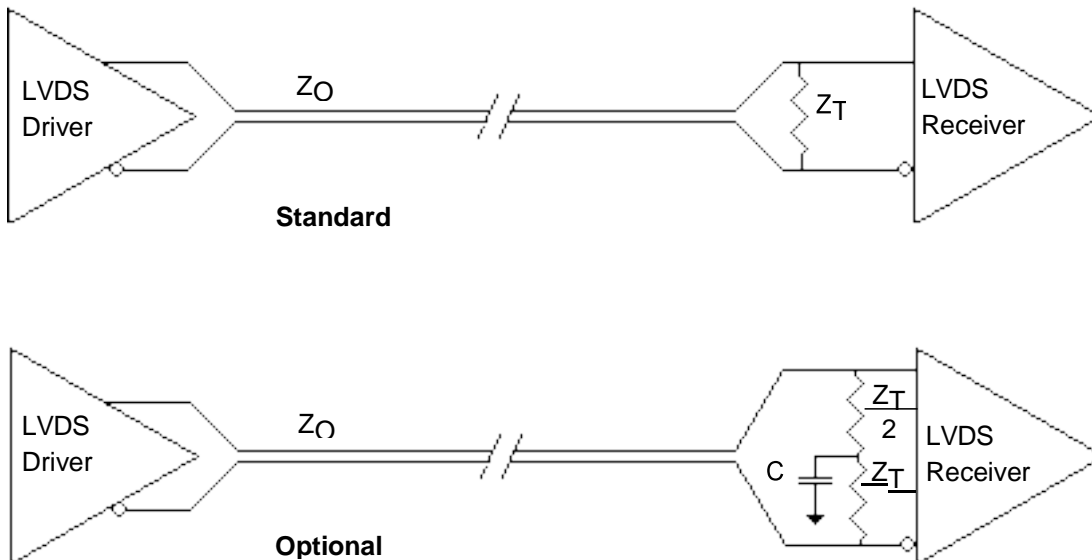 LVDS
Driver
ZO
ZT
LVDS
Receiver
Standard
LVDS
Driver
ZO
ZT
2
C
ZT
LVDS
Receiver
Optional